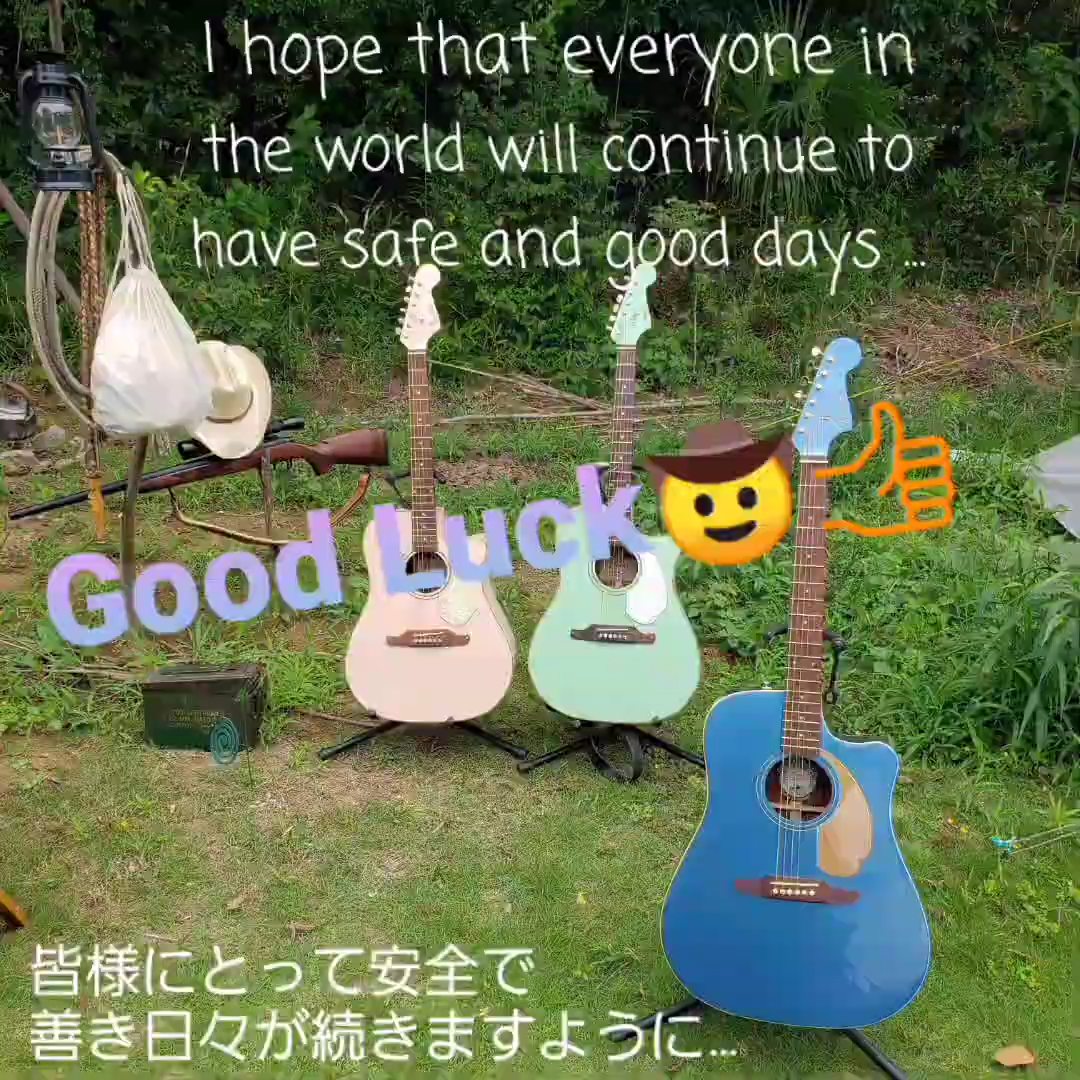 I hope that everyone in
the world will continue to
have safe and good days ...
Good Luck
皆様にとって安全で
善き日々が続きますように...